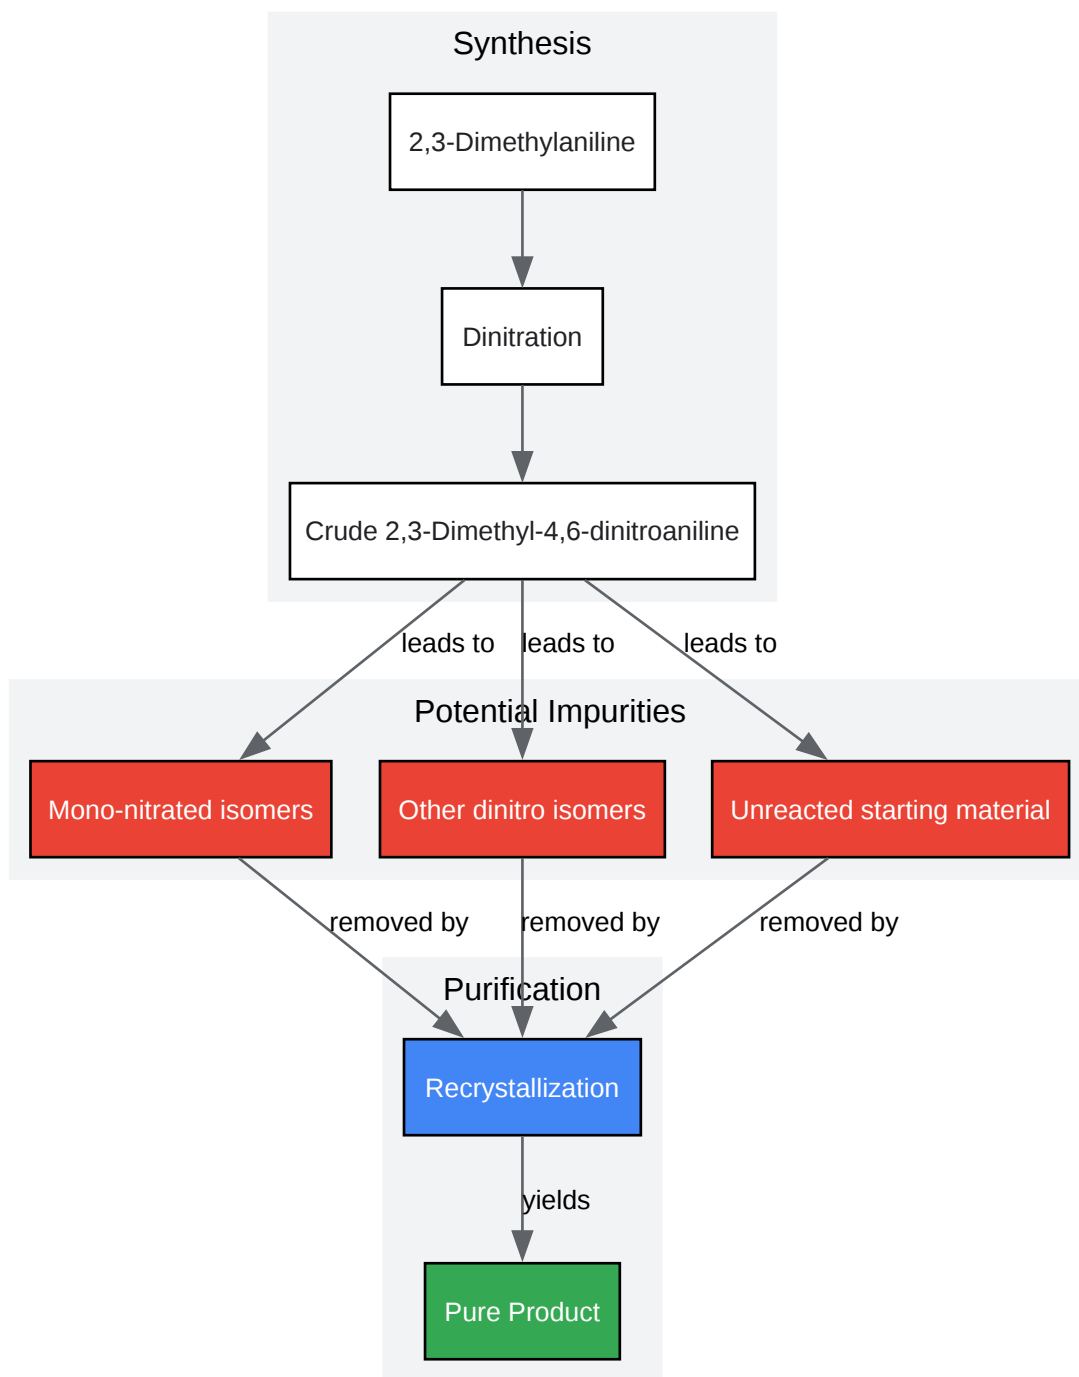 Synthesis
2,3-Dimethylaniline
Dinitration
Crude 2,3-Dimethyl-4,6-dinitroaniline
leads to
leads to
leads to
Potential Impurities
Mono-nitrated isomers
Other dinitro isomers
Unreacted starting material
removed by
removed by
removed by
Purification
Recrystallization
yields
Pure Product